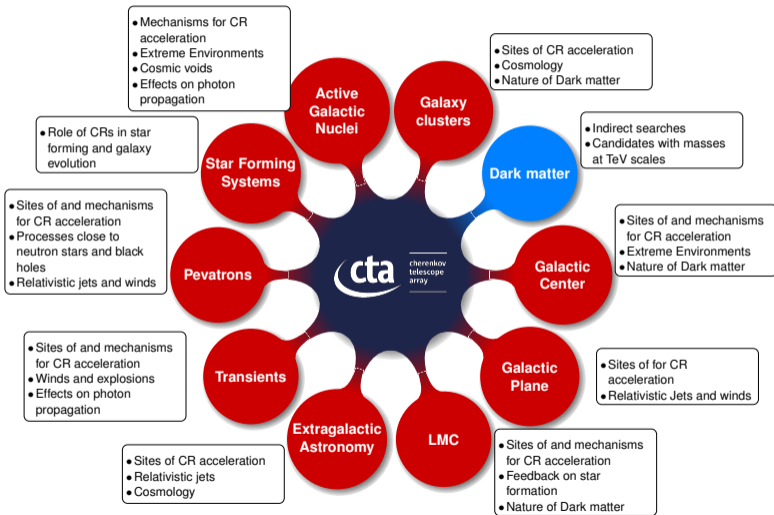 • Mechanisms for CR
acceleration
• Extreme Environments
• Cosmic voids
• Effects on photon
propagation
Active
Galactic
Nuclei
Galaxy
clusters
• Sites of CR acceleration
• Cosmology
• Nature of Dark matter
• Role of CRs in star
forming and galaxy
evolution
Star Forming
Systems
Dark matter
• Indirect searches
• Candidates with masses
at TeV scales
• Sites of and mechanisms
for CR acceleration
• Processes close to
neutron stars and black
holes
• Relativistic jets and winds
Pevatrons
cta
cherenkov
telescope
array
Galactic
Center
• Sites of and mechanisms
for CR acceleration
• Extreme Environments
• Nature of Dark matter
• Sites of and mechanisms
for CR acceleration
• Winds and explosions
• Effects on photon
propagation
Transients
Galactic
Plane
• Sites of for CR
acceleration
• Relativistic Jets and winds
• Sites of CR acceleration
• Relativistic jets
• Cosmology
Extragalactic
Astronomy
LMC
• Sites of and mechanisms
for CR acceleration
• Feedback on star
formation
• Nature of Dark matter